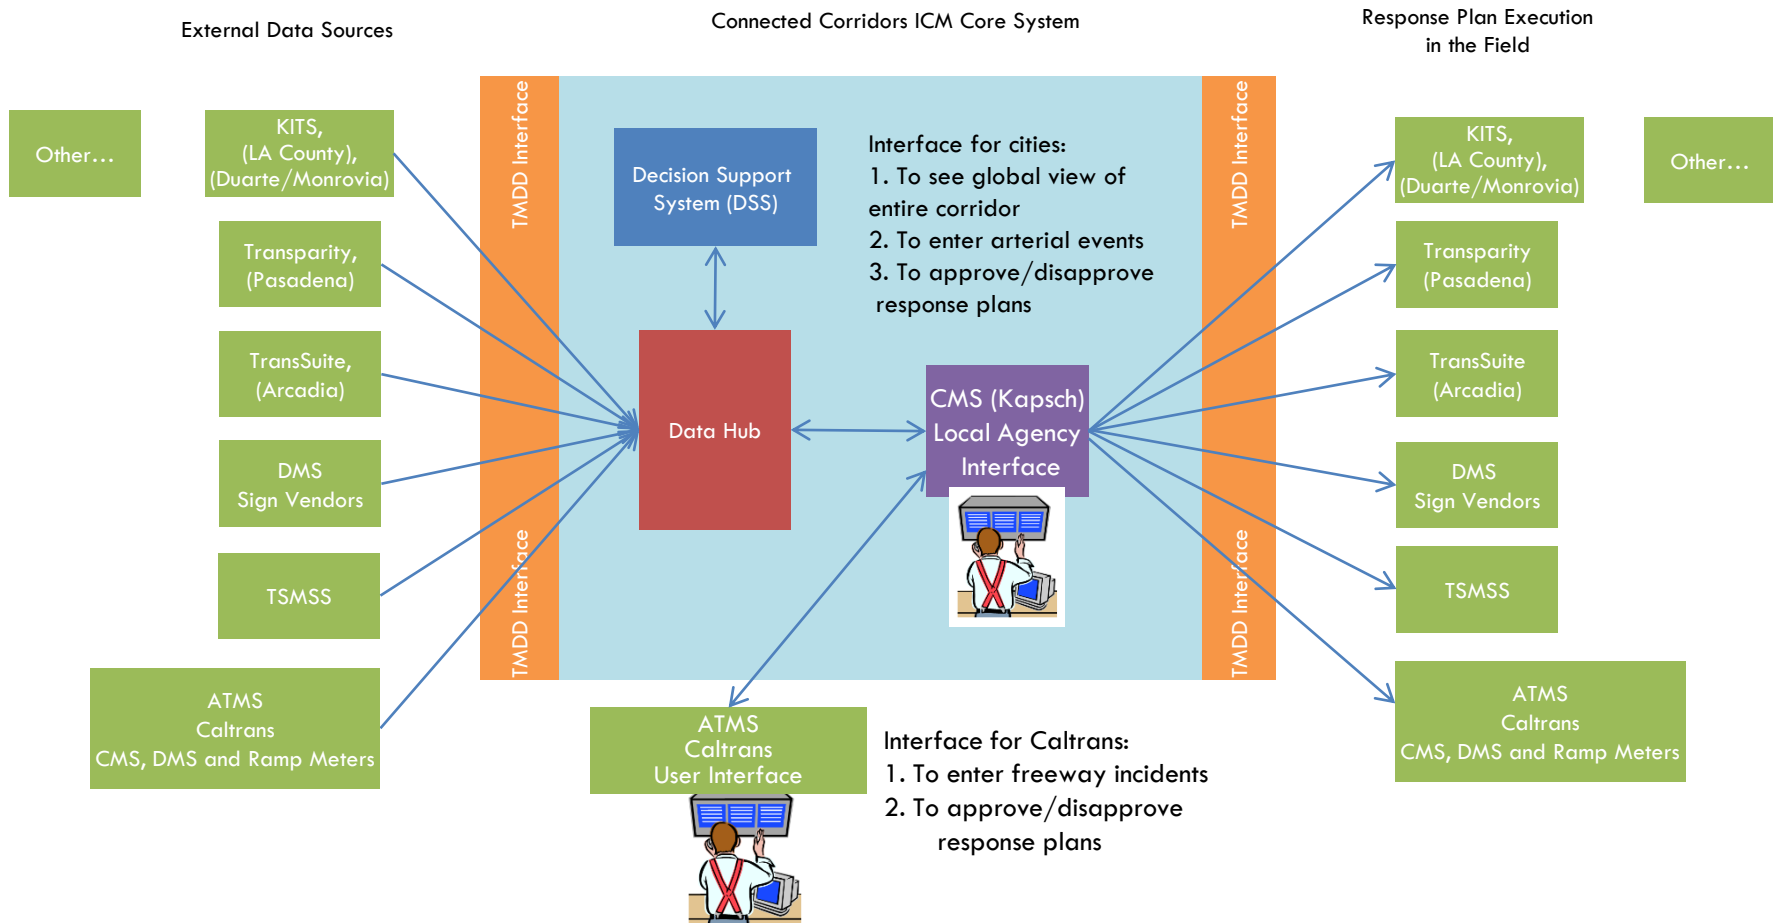 External Data Sources
Connected Corridors ICM Core System
Response Plan Execution
in the Field
Other...
KITS,
(LA County),
(Duarte/Monrovia)
Transparity,
(Pasadena)
TransSuite,
(Arcadia)
DMS
Sign Vendors
TSMSS
ATMS
Caltrans
CMS, DMS and Ramp Meters
TMDD Interface
TMDD Interface
Decision Support
System (DSS)
Data Hub
Interface for cities:
1. To see global view of
entire corridor
2. To enter arterial events
3. To approve/disapprove
response plans
CMS (Kapsch)
Local Agency
Interface
ATMS
Caltrans
User Interface
Interface for Caltrans:
1. To enter freeway incidents
2. To approve/disapprove
response plans
TMDD Interface
TMDD Interface
KITS,
(LA County),
(Duarte/Monrovia)
Other...
Transparity
(Pasadena)
TransSuite
(Arcadia)
DMS
Sign Vendors
TSMSS
ATMS
Caltrans
CMS, DMS and Ramp Meters